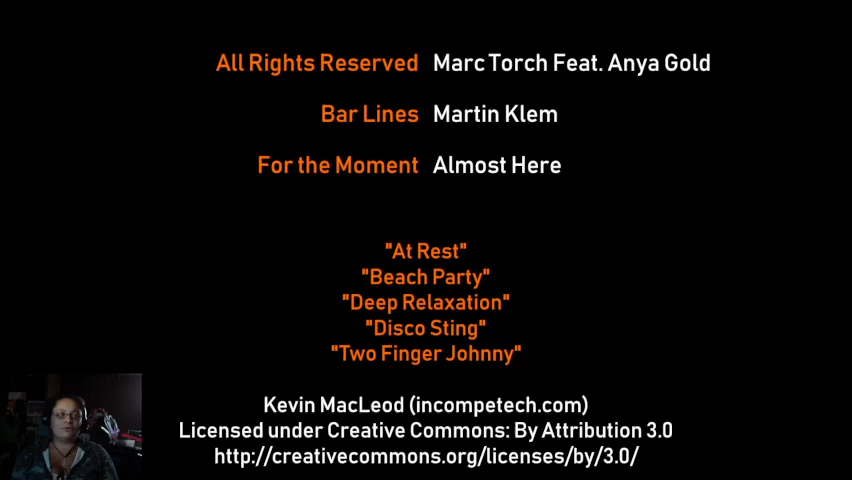 All Rights Reserved Marc Torch Feat. Anya Gold
Bar Lines Martin Klem
For the Moment Almost Here
"At Rest"
"Beach Party"
"Deep Relaxation"
"Disco Sting"
"Two Finger Johnny"
Kevin MacLeod (incompetech.com)
Licensed under Creative Commons: By Attribution 3.0
http://creativecommons.org/licenses/by/3.0/